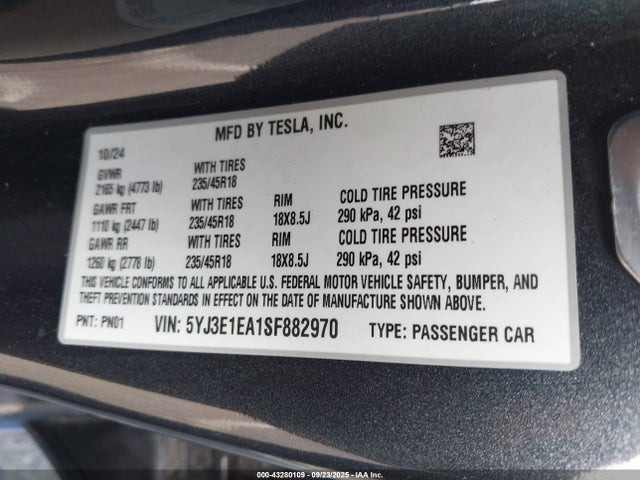 MFD BY TESLA, INC.
10/24
GVWR WITH TIRES
2165 kg (4773 lb) 235/45R18
GAWR FRT WITH TIRES RIM COLD TIRE PRESSURE
1110 kg (2447 lb) 235/45R18 18X8.5J 290 kPa, 42 psi
GAWR RR WITH TIRES RIM COLD TIRE PRESSURE
1260 kg (2778 lb) 235/45R18 18X8.5J 290 kPa, 42 psi
THIS VEHICLE CONFORMS TO ALL APPLICABLE U.S. FEDERAL MOTOR VEHICLE SAFETY, BUMPER, AND
THEFT PREVENTION STANDARDS IN EFFECT ON THE DATE OF MANUFACTURE SHOWN ABOVE.
PNT: PN01 VIN: 5YJ3E1EA1SF882970 TYPE: PASSENGER CAR
000-43280109 - 09/23/2025 - IAA Inc.